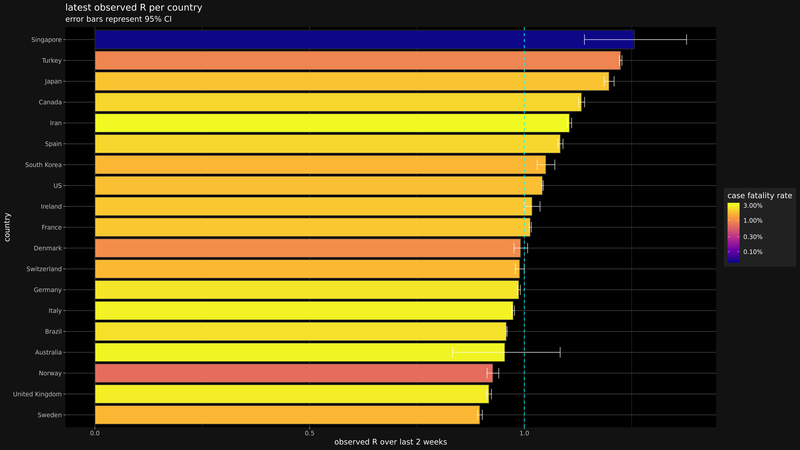 latest observed R per country
error bars represent 95% CI
Singapore
Turkey
Japan
Canada
Iran
Spain
South Korea
US
Ireland
France
Denmark
Switzerland
Germany
Italy
Brazil
Australia
Norway
United Kingdom
Sweden
country
0.0
0.5
1.0
observed R over last 2 weeks
case fatality rate
3.00%
1.00%
0.30%
0.10%